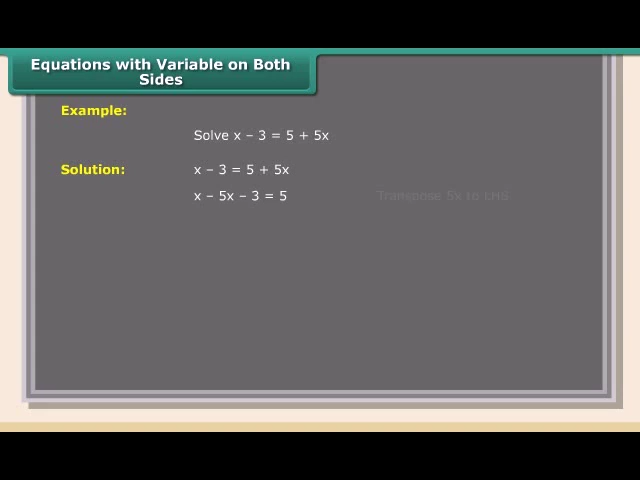 Equations with Variable on Both
Sides
Example:
Solve x – 3 = 5 + 5x
Solution: x – 3 = 5 + 5x
x – 5x – 3 = 5 Transpose 5x to LHS